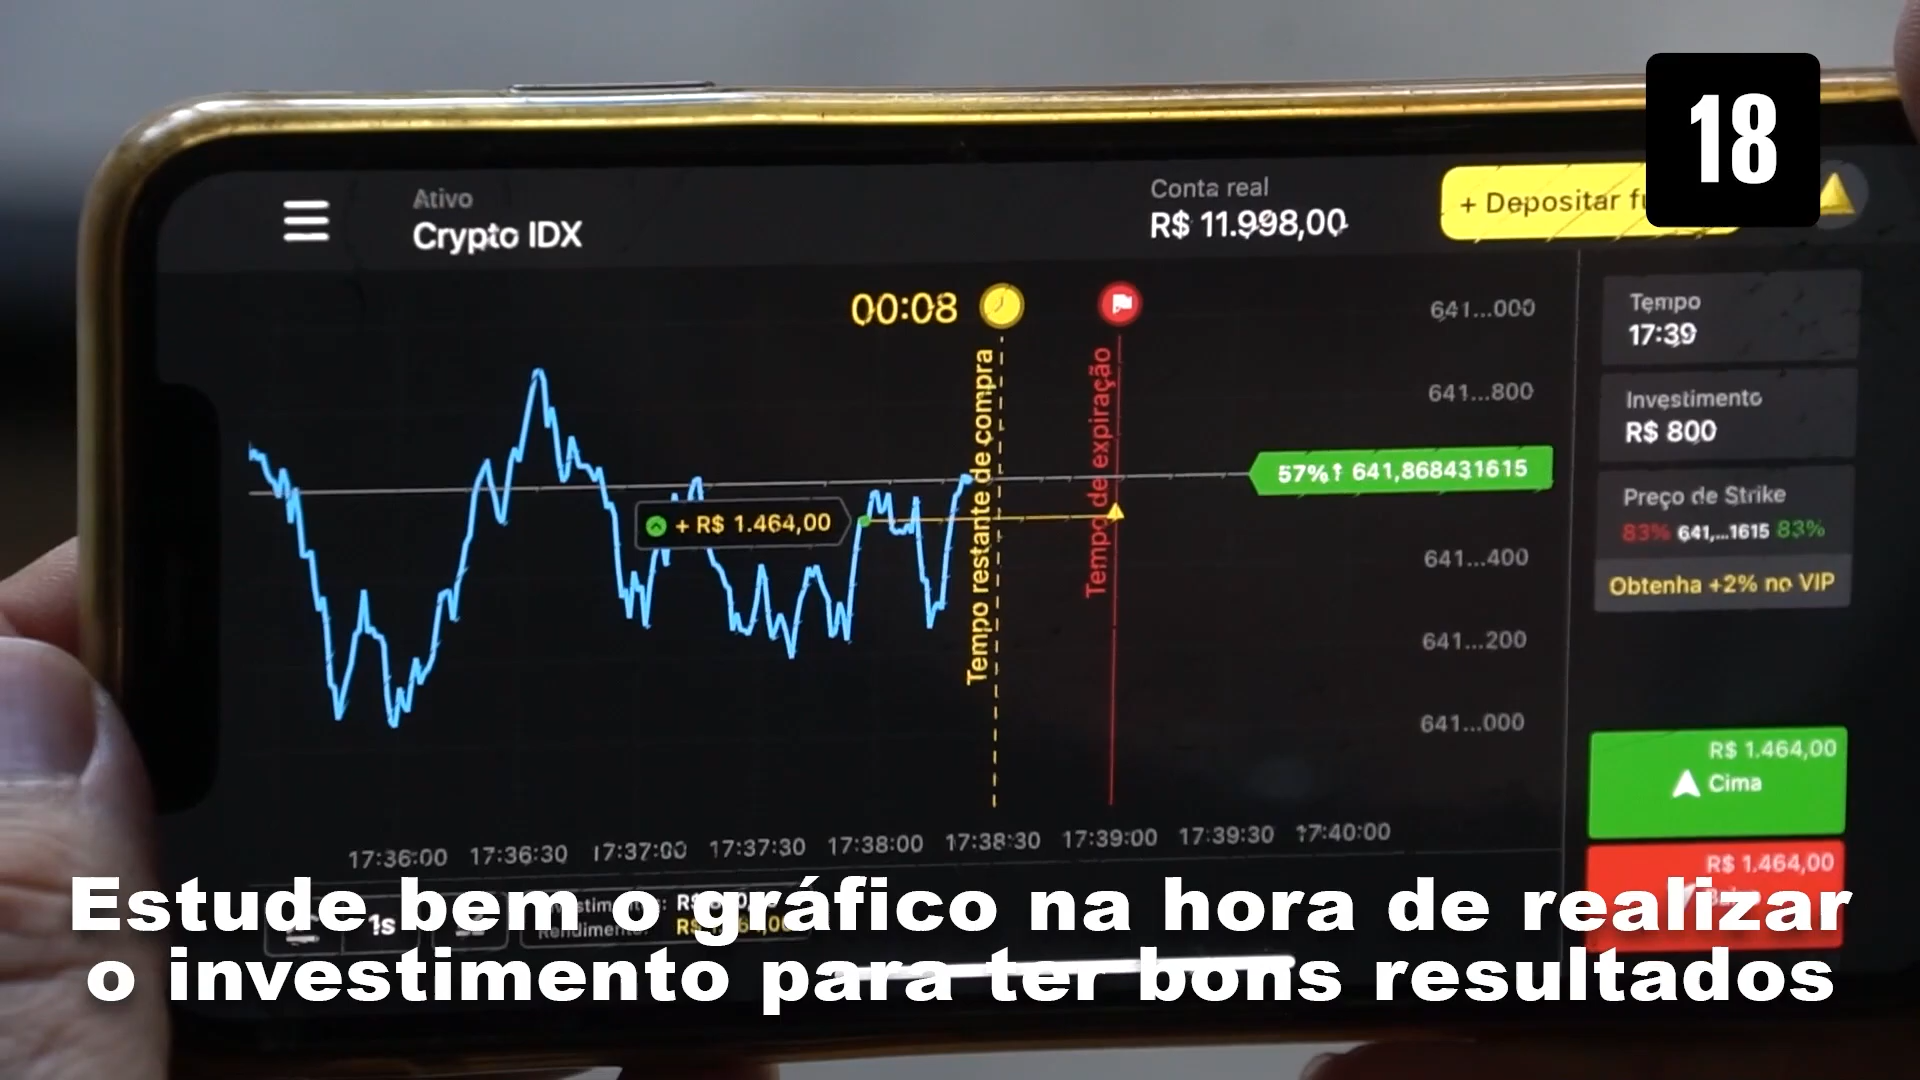 18
Ativo
Crypto IDX
Conta real
R$ 11.998,00
+ Depositar
00:08
Tempo restante de compra
Tempo de expiração
641...000
641...800
57%↑ 641,868431615
641...400
641...200
641...000
+ R$ 1.464,00
Tempo
17:39
Investimento
R$ 800
Preço de Strike
83% 641,...1615 83%
Obtenha +2% no VIP
R$ 1.464,00
Cima
R$ 1.464,00
17:36:00 17:36:30 17:37:00 17:37:30 17:38:00 17:38:30 17:39:00 17:39:30 17:40:00
1s
Estude bem o gráfico na hora de realizar
o investimento para ter bons resultados